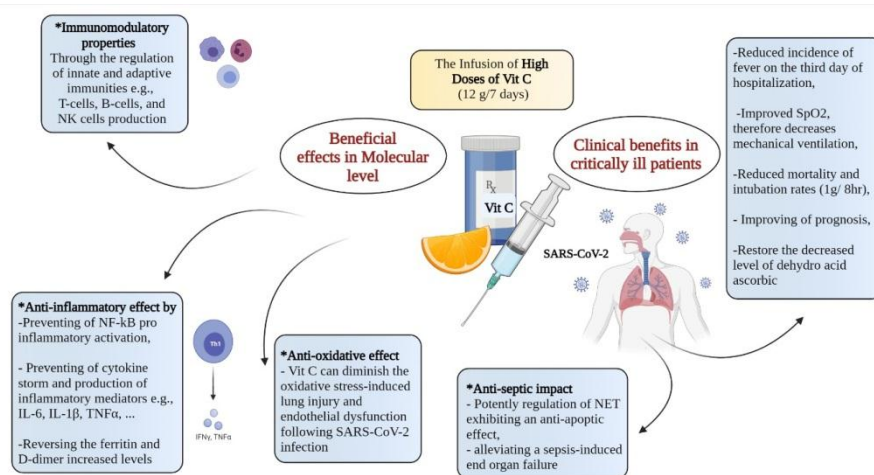 *Immunomodulatory
properties
Through the regulation
of innate and adaptive
immunities e.g.,
T-cells, B-cells, and
NK cells production
The Infusion of High
Doses of Vit C
(12 g/7 days)
Beneficial
effects in Molecular
level
Clinical benefits in
critically ill patients
-Reduced incidence of
fever on the third day of
hospitalization,
-Improved SpO2,
therefore decreases
mechanical ventilation,
-Reduced mortality and
intubation rates (1g/ 8hr),
- Improving of prognosis,
-Restore the decreased
level of dehydro acid
ascorbic
Rx
Vit C
SARS-CoV-2
*Anti-inflammatory effect by
-Preventing of NF-kB pro
inflammatory activation,
- Preventing of cytokine
storm and production of
inflammatory mediators e.g.,
IL-6, IL-1β, TNFα, ...
-Reversing the ferritin and
D-dimer increased levels
Th1
IFNγ, TNFα
*Anti-oxidative effect
- Vit C can diminish the
oxidative stress-induced
lung injury and
endothelial dysfunction
following SARS-CoV-2
infection
*Anti-septic impact
- Potently regulation of NET
exhibiting an anti-apoptic
effect,
- alleviating a sepsis-induced
end organ failure